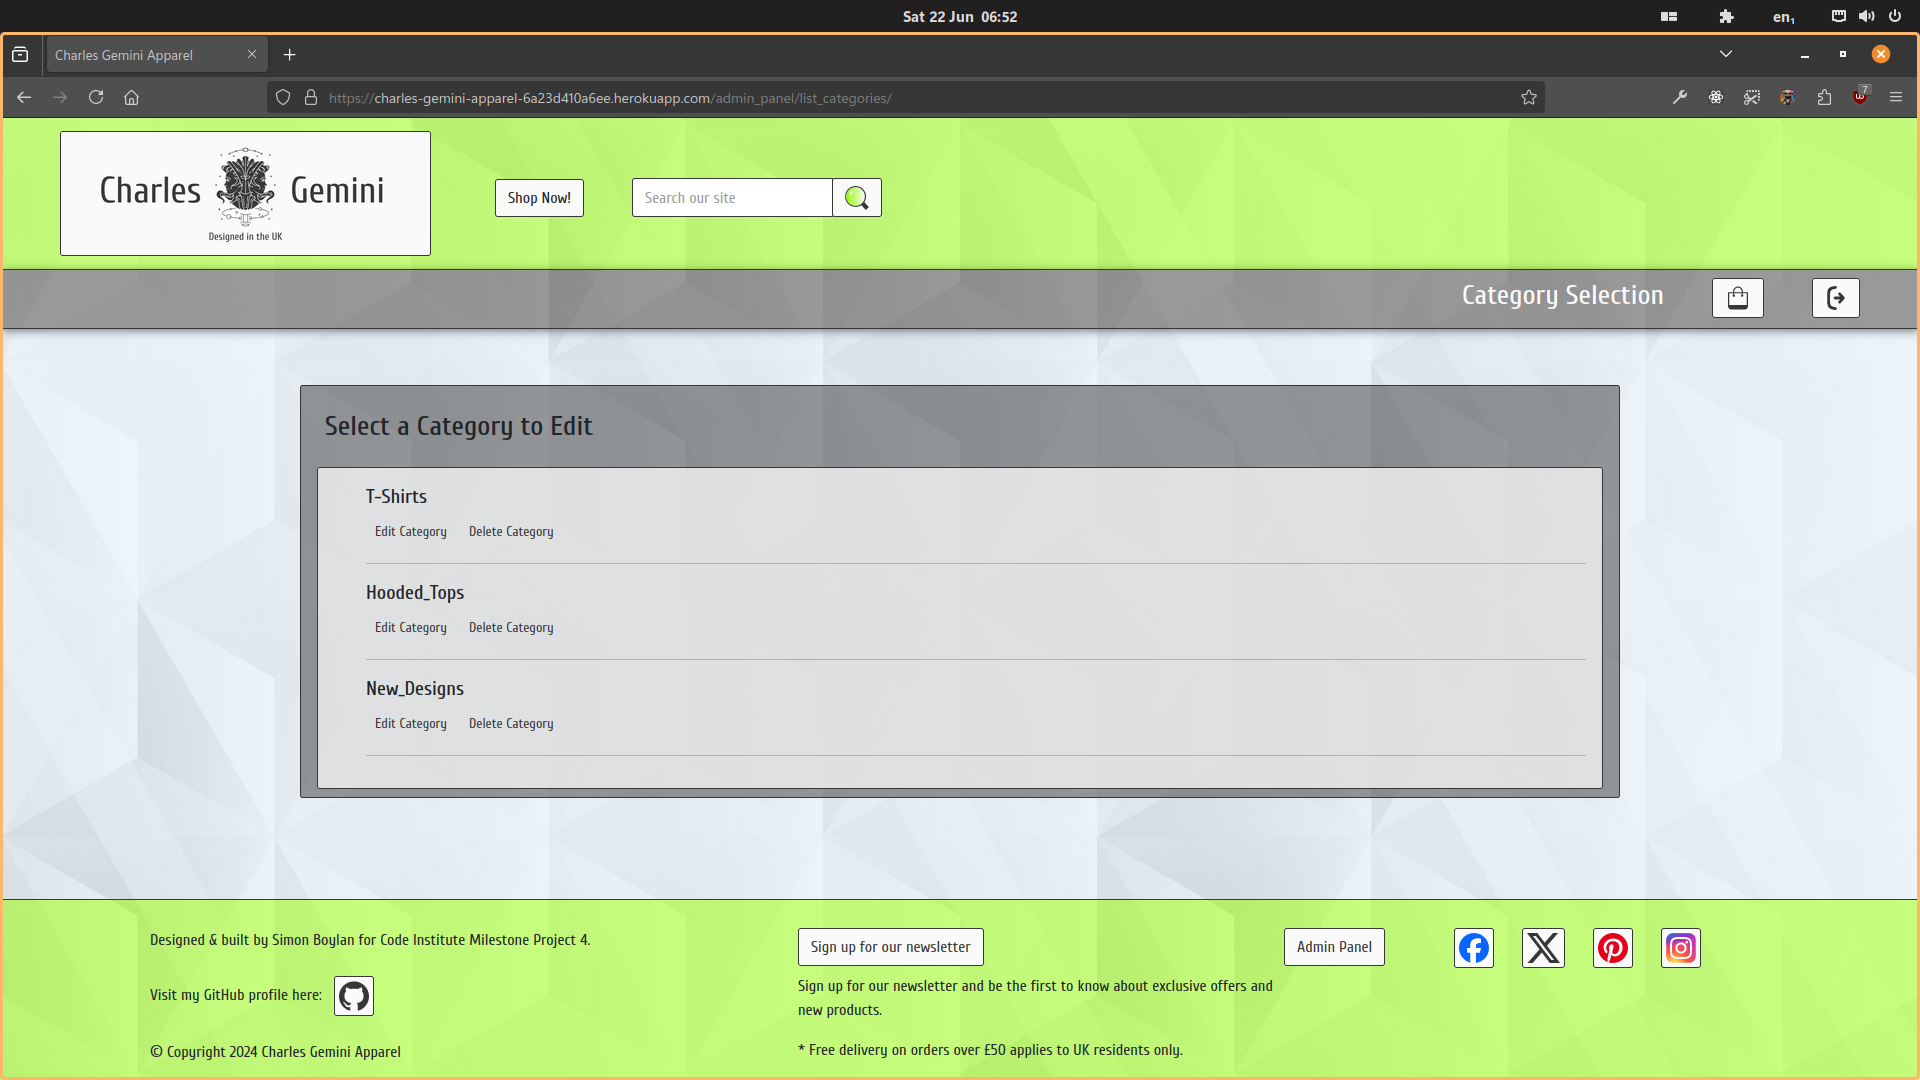 Sat 22 Jun 06:52
en1
Charles Gemini Apparel
https://charles-gemini-apparel-6a23d410a6ee.herokuapp.com/admin_panel/list_categories/
7
Charles Gemini
Designed in the UK
Shop Now!
Search our site
Category Selection
Select a Category to Edit
T-Shirts
Edit Category Delete Category
Hooded_Tops
Edit Category Delete Category
New_Designs
Edit Category Delete Category
Designed & built by Simon Boylan for Code Institute Milestone Project 4.
Visit my GitHub profile here:
© Copyright 2024 Charles Gemini Apparel
Sign up for our newsletter
Sign up for our newsletter and be the first to know about exclusive offers and
new products.
* Free delivery on orders over £50 applies to UK residents only.
Admin Panel